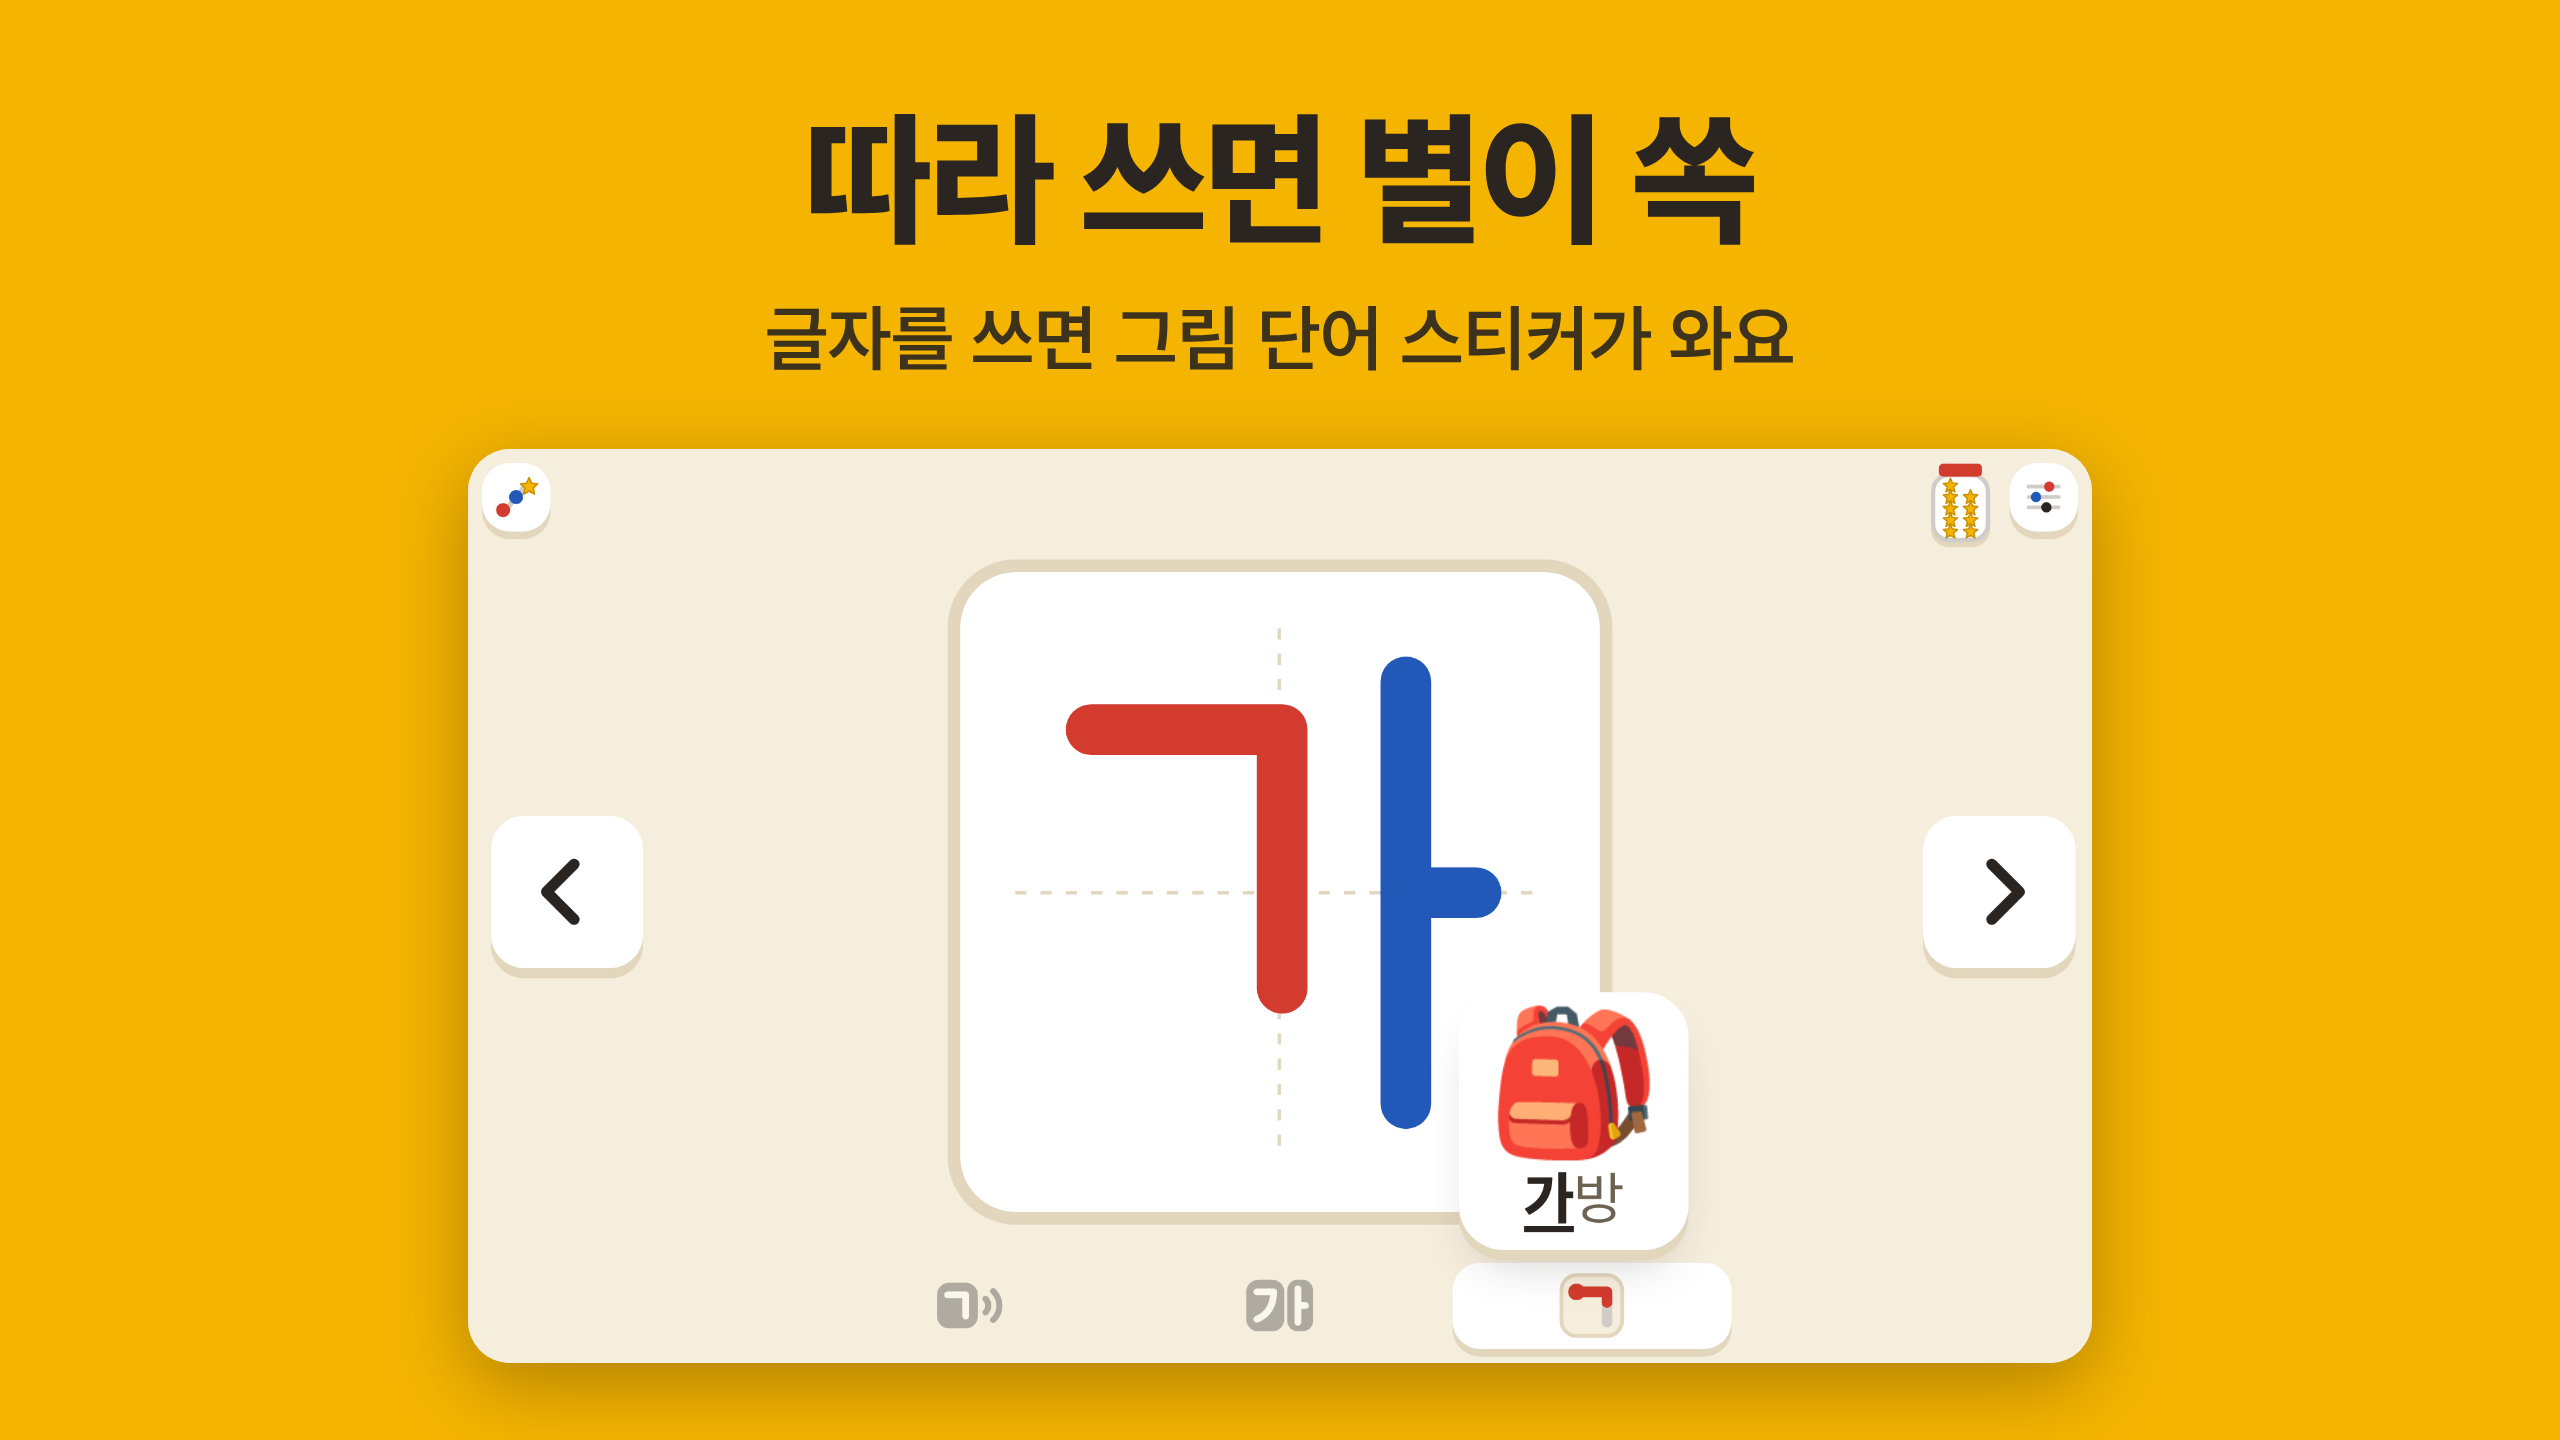 따라 쓰면 별이 쏙
글자를 쓰면 그림 단어 스티커가 와요
가
가방
ㄱ
가
ㄱ